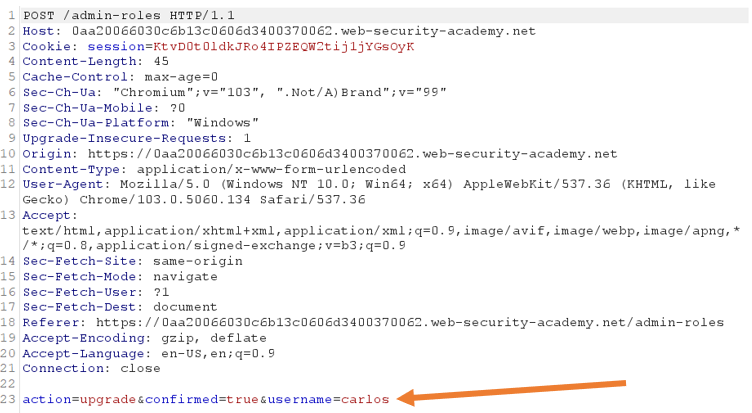 1 POST /admin-roles HTTP/1.1
2 Host: 0aa20066030c6b13c0606d3400370062.web-security-academy.net
3 Cookie: session=KtvD0t0ldkJRo4IPZEQW2tij1jYGsOyK
4 Content-Length: 45
5 Cache-Control: max-age=0
6 Sec-Ch-Ua: "Chromium";v="103", ".Not/A)Brand";v="99"
7 Sec-Ch-Ua-Mobile: ?0
8 Sec-Ch-Ua-Platform: "Windows"
9 Upgrade-Insecure-Requests: 1
10 Origin: https://0aa20066030c6b13c0606d3400370062.web-security-academy.net
11 Content-Type: application/x-www-form-urlencoded
12 User-Agent: Mozilla/5.0 (Windows NT 10.0; Win64; x64) AppleWebKit/537.36 (KHTML, like
Gecko) Chrome/103.0.5060.134 Safari/537.36
13 Accept:
text/html,application/xhtml+xml,application/xml;q=0.9,image/avif,image/webp,image/apng,*
/*;q=0.8,application/signed-exchange;v=b3;q=0.9
14 Sec-Fetch-Site: same-origin
15 Sec-Fetch-Mode: navigate
16 Sec-Fetch-User: ?1
17 Sec-Fetch-Dest: document
18 Referer: https://0aa20066030c6b13c0606d3400370062.web-security-academy.net/admin-roles
19 Accept-Encoding: gzip, deflate
20 Accept-Language: en-US,en;q=0.9
21 Connection: close
22
23 action=upgrade&confirmed=true&username=carlos